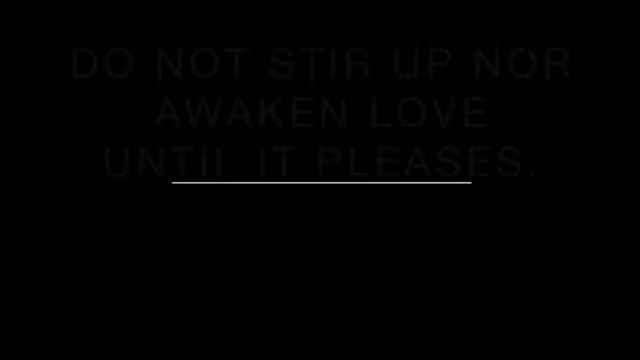 DO NOT STIR UP NOR
AWAKEN LOVE
UNTIL IT PLEASES.